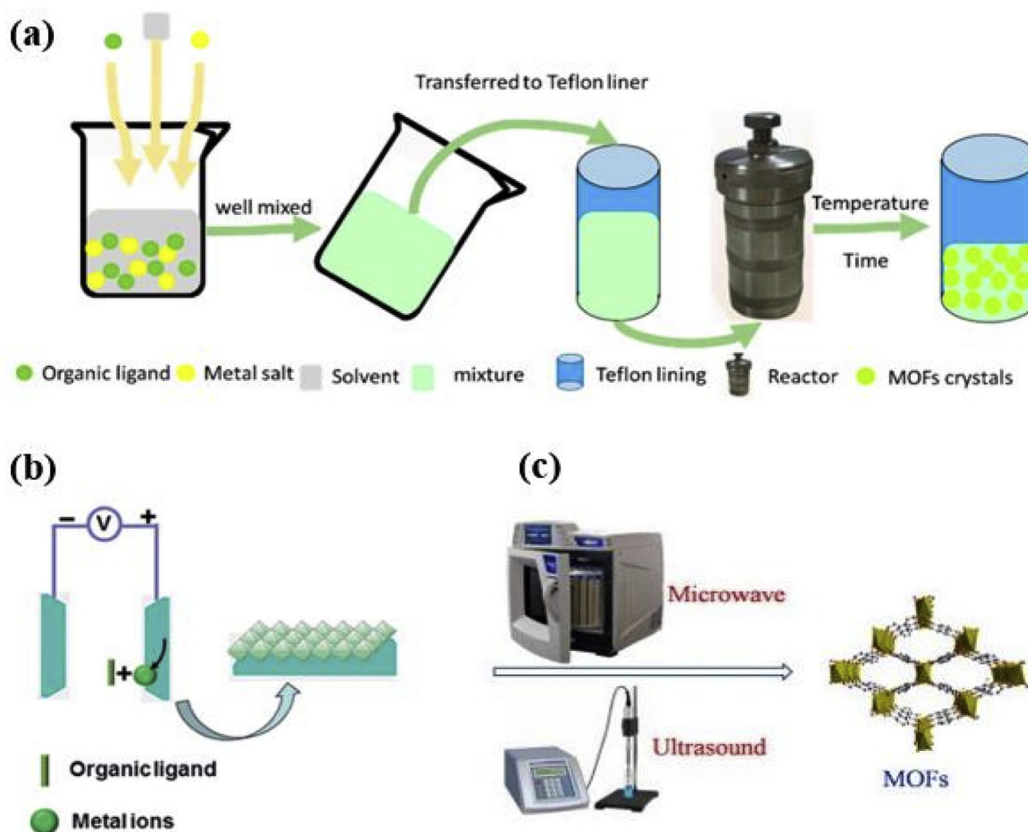 (a)
Transferred to Teflon liner
well mixed
Temperature
Time
Organic ligand
Metal salt
Solvent
mixture
Teflon lining
Reactor
MOFs crystals
(b)
− V +
+
Organic ligand
Metal ions
(c)
Microwave
Ultrasound
MOFs